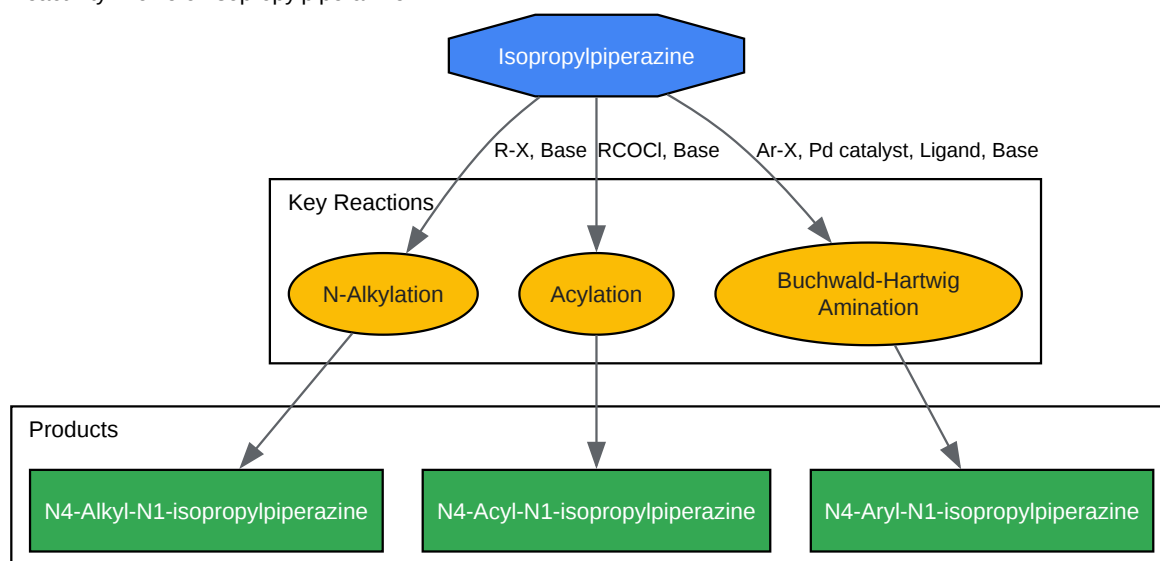 Isopropylpiperazine
R-X, Base
RCOCl, Base
Ar-X, Pd catalyst, Ligand, Base
Key Reactions
N-Alkylation
Acylation
Buchwald-Hartwig
Amination
Products
N4-Alkyl-N1-isopropylpiperazine
N4-Acyl-N1-isopropylpiperazine
N4-Aryl-N1-isopropylpiperazine